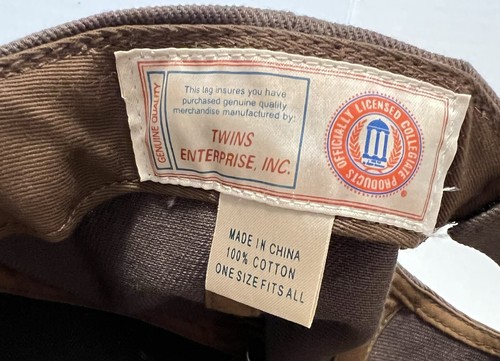 GENUINE QUALITY
This tag insures you have
purchased genuine quality
merchandise manufactured by:
TWINS
ENTERPRISE, INC.
OFFICIALLY LICENSED COLLEGIATE PRODUCTS
®
MADE IN CHINA
100% COTTON
ONE SIZE FITS ALL